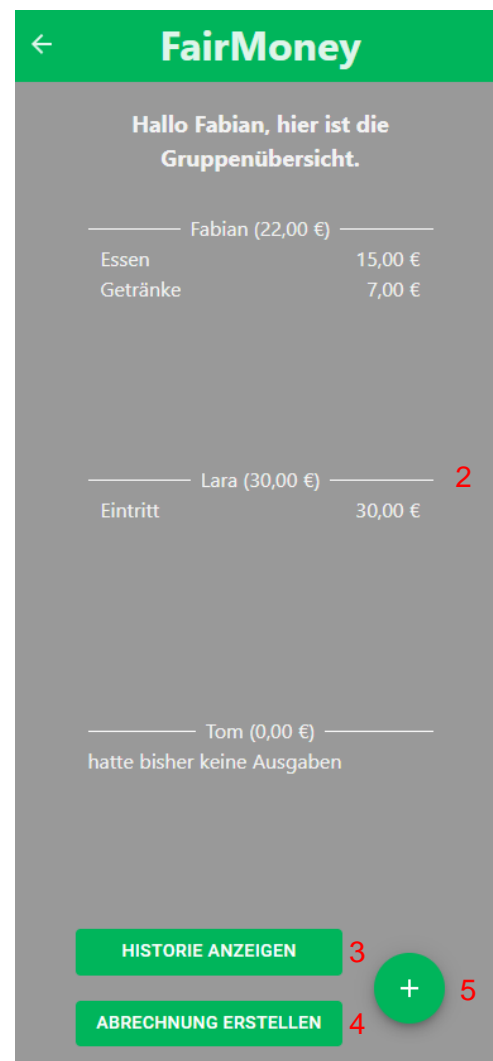 FairMoney
Hallo Fabian, hier ist die
Gruppenübersicht.
Fabian (22,00 €)
Essen 15,00 €
Getränke 7,00 €
Lara (30,00 €) 2
Eintritt 30,00 €
Tom (0,00 €)
hatte bisher keine Ausgaben
HISTORIE ANZEIGEN 3
+ 5
ABRECHNUNG ERSTELLEN 4